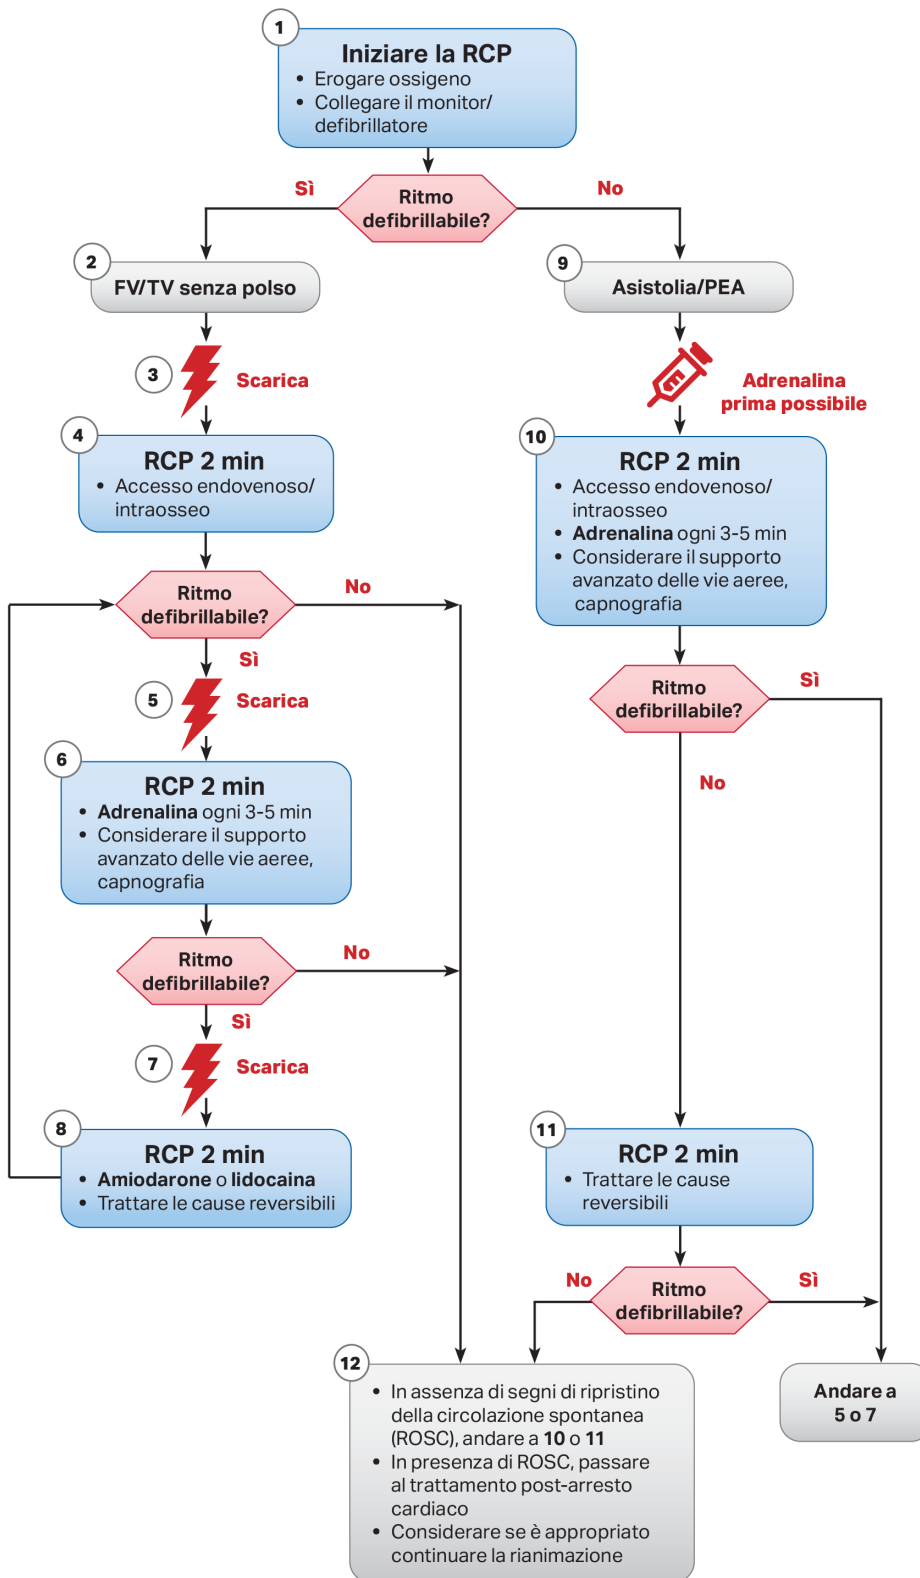 1
Iniziare la RCP
• Erogare ossigeno
• Collegare il monitor/
defibrillatore
Ritmo
defibrillabile?
Sì
No
2
FV/TV senza polso
3
Scarica
4
RCP 2 min
• Accesso endovenoso/
intraosseo
Ritmo
defibrillabile?
No
Sì
5
Scarica
6
RCP 2 min
• Adrenalina ogni 3-5 min
• Considerare il supporto
avanzato delle vie aeree,
capnografia
Ritmo
defibrillabile?
No
Sì
7
Scarica
8
RCP 2 min
• Amiodarone o lidocaina
• Trattare le cause reversibili
9
Asistolia/PEA
Adrenalina
prima possibile
10
RCP 2 min
• Accesso endovenoso/
intraosseo
• Adrenalina ogni 3-5 min
• Considerare il supporto
avanzato delle vie aeree,
capnografia
Ritmo
defibrillabile?
Sì
No
11
RCP 2 min
• Trattare le cause
reversibili
Ritmo
defibrillabile?
No
Sì
12
• In assenza di segni di ripristino
della circolazione spontanea
(ROSC), andare a 10 o 11
• In presenza di ROSC, passare
al trattamento post-arresto
cardiaco
• Considerare se è appropriato
continuare la rianimazione
Andare a
5 o 7